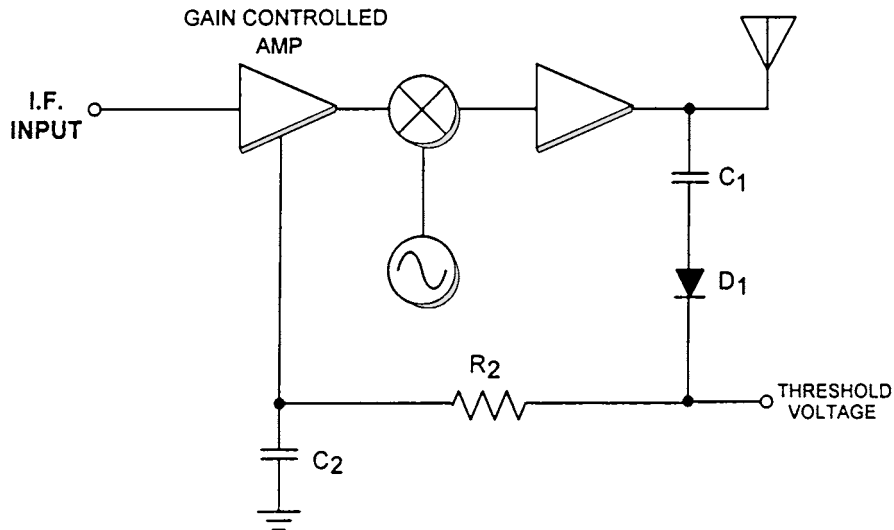 GAIN CONTROLLED
AMP
I.F.
INPUT
C1
D1
R2
THRESHOLD
VOLTAGE
C2